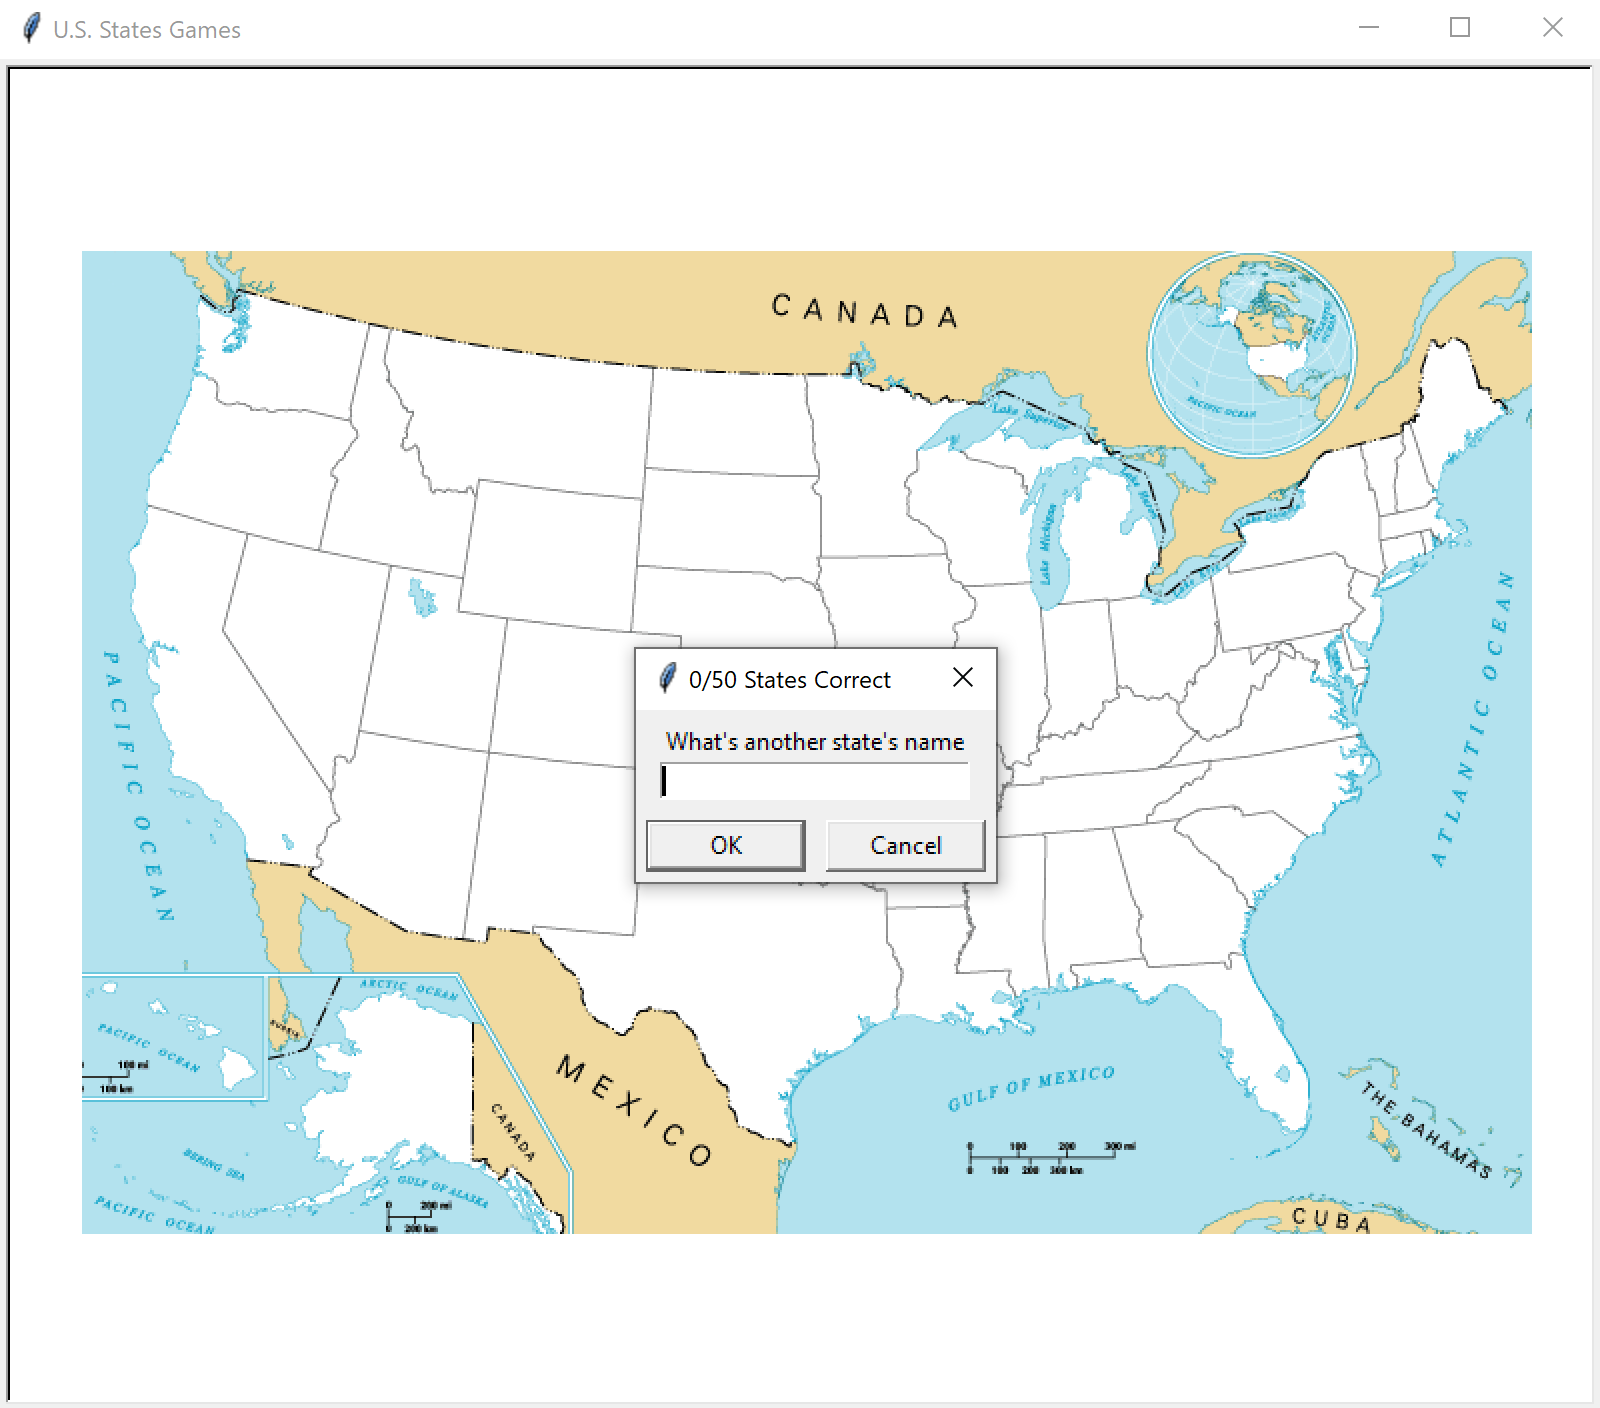 U.S. States Games
CANADA
PACIFIC OCEAN
Lake Superior
Lake Michigan
Lake Huron
Lake Erie
PACIFIC OCEAN
ATLANTIC OCEAN
0/50 States Correct
What's another state's name
OK
Cancel
ARCTIC OCEAN
RUSSIA
PACIFIC OCEAN
100 mi
100 km
MEXICO
CANADA
GULF OF MEXICO
THE BAHAMAS
0 100 200 300 mi
0 100 200 300 km
BERING SEA
GULF OF ALASKA
PACIFIC OCEAN
0 200 mi
0 200 km
CUBA